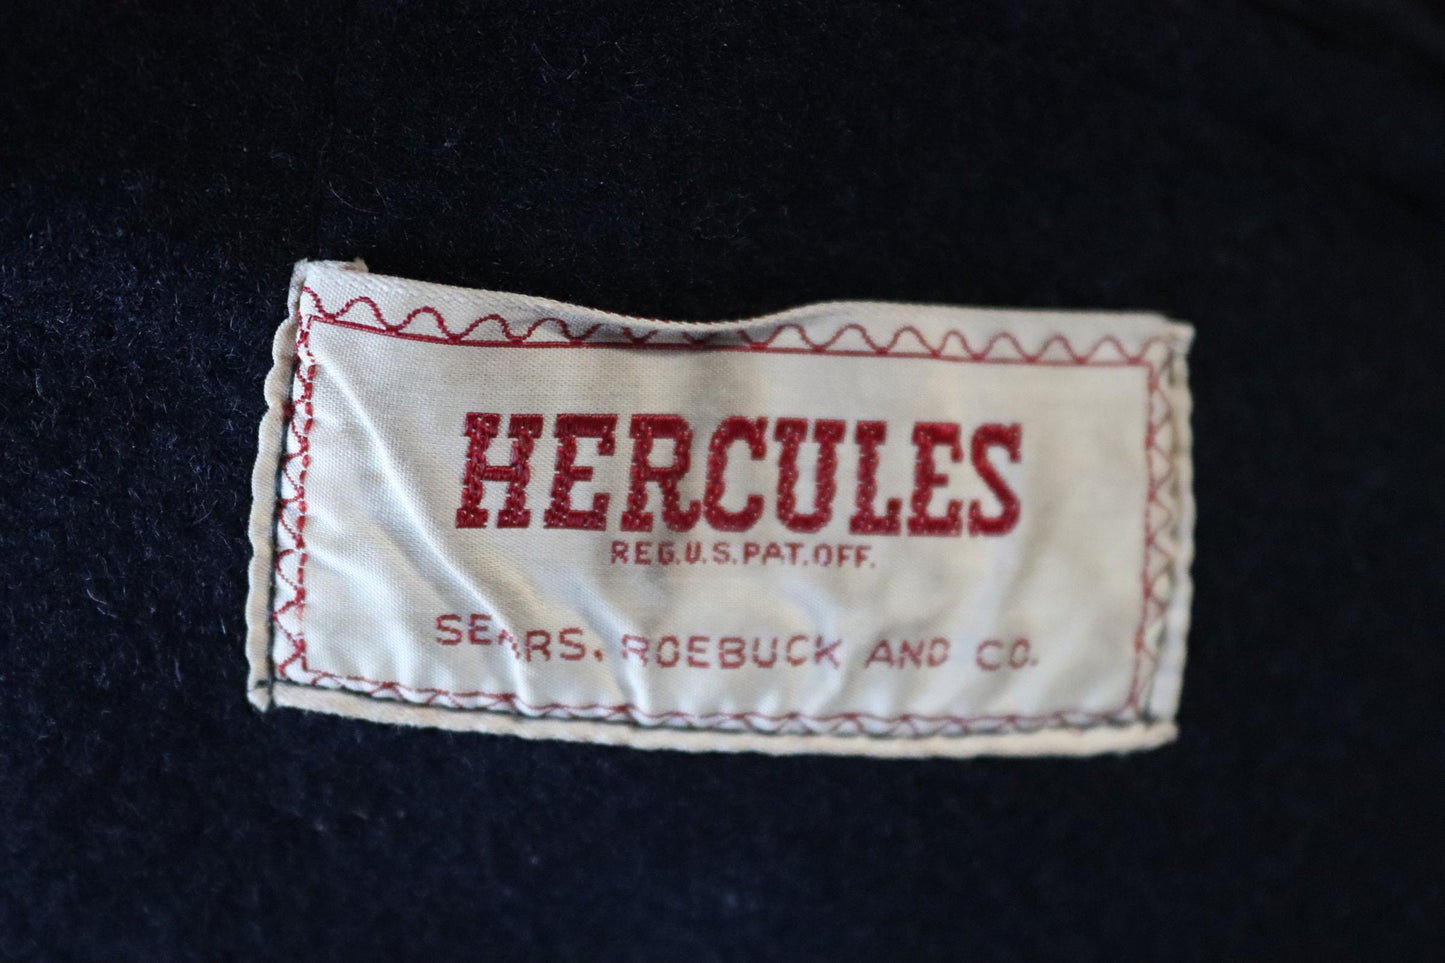 HERCULES
REG.U.S.PAT.OFF.
SEARS, ROEBUCK AND CO.